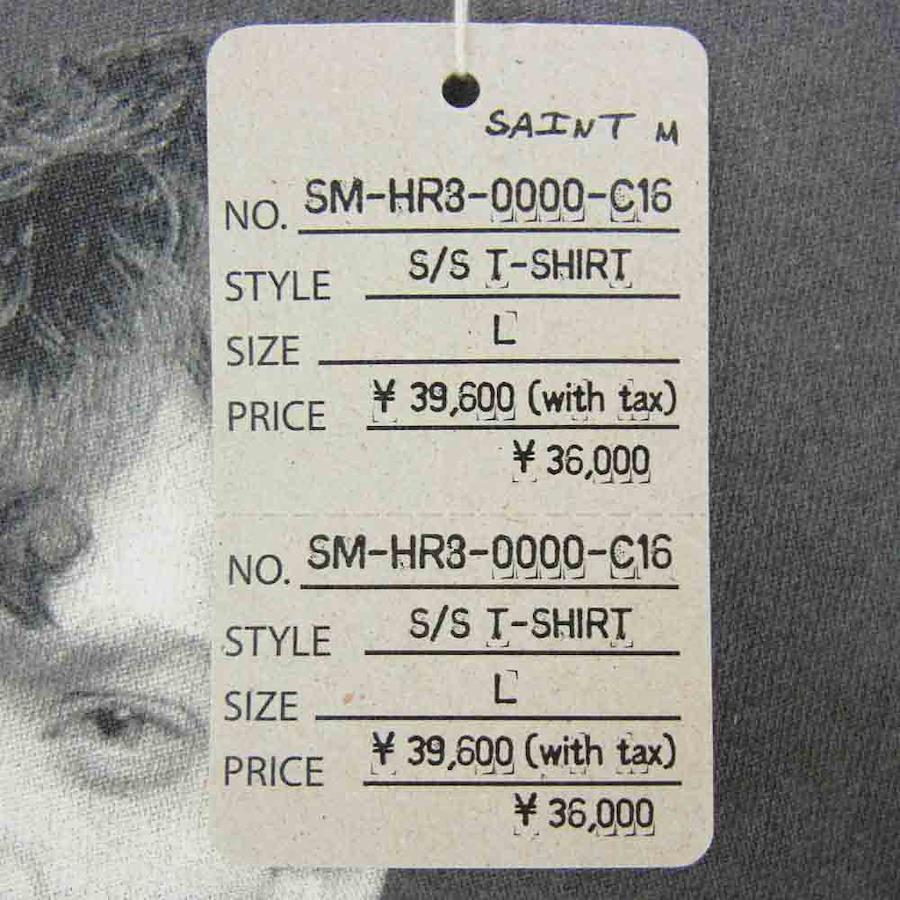 SAINT M
NO. SM-HR3-0000-C16
STYLE S/S T-SHIRT
SIZE L
PRICE ¥ 39,600 (with tax)
¥ 36,000
NO. SM-HR3-0000-C16
STYLE S/S T-SHIRT
SIZE L
PRICE ¥ 39,600 (with tax)
¥ 36,000